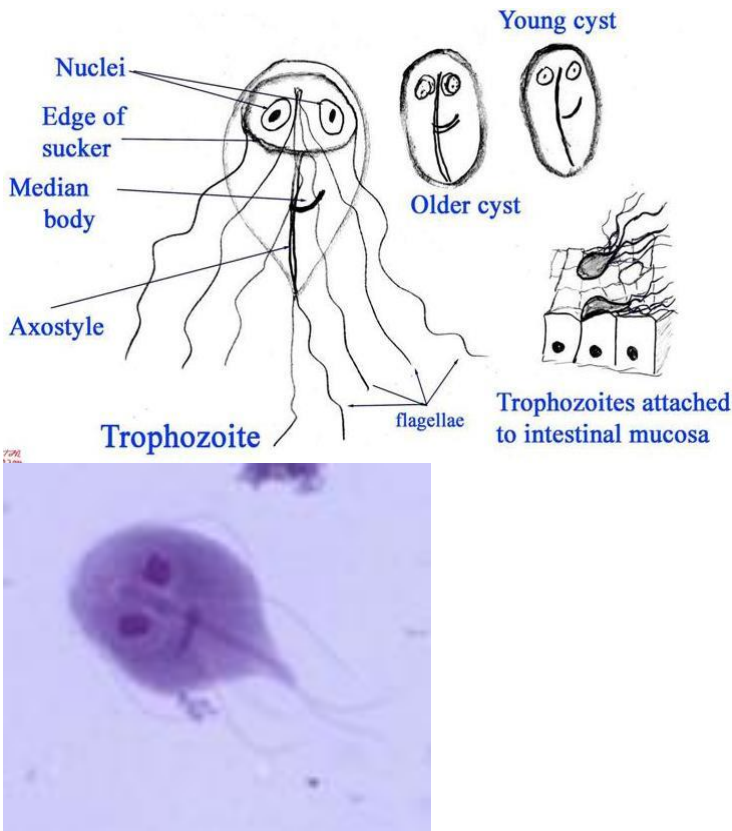 Young cyst
Nuclei
Edge of
sucker
Median
body
Older cyst
Axostyle
flagellae
Trophozoite
Trophozoites attached
to intestinal mucosa